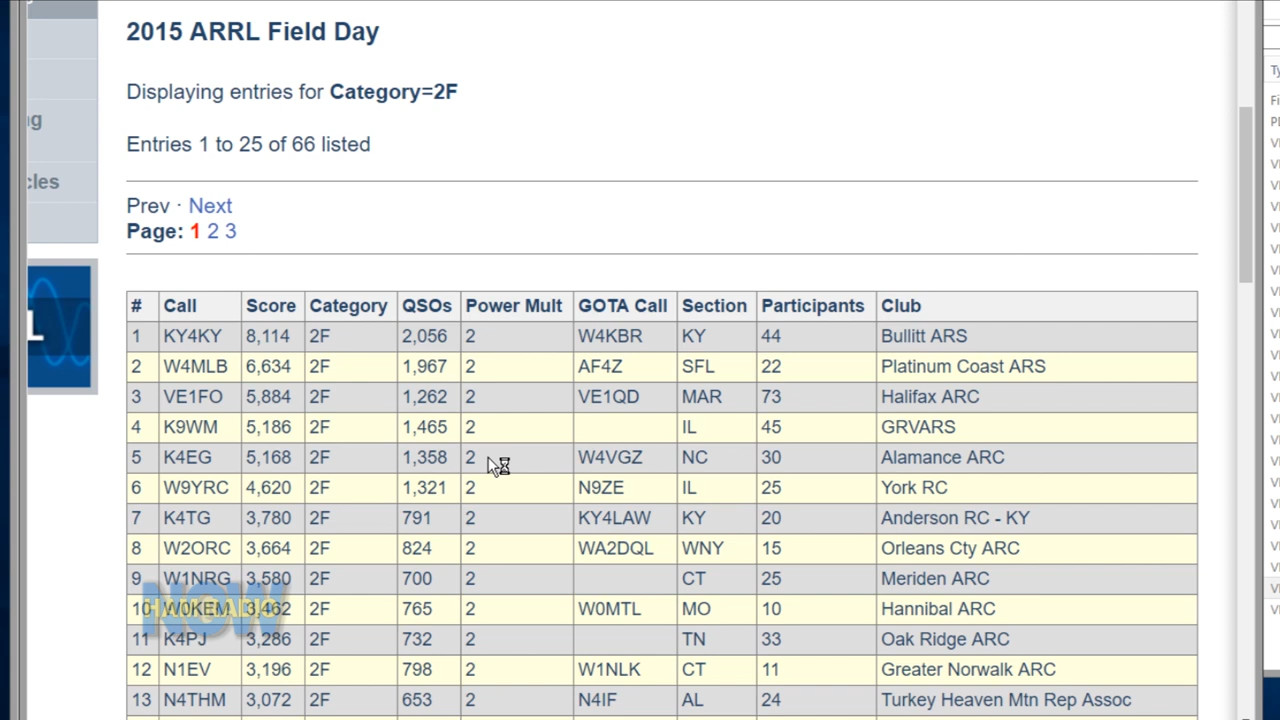 2015 ARRL Field Day
Displaying entries for Category=2F
ng
Entries 1 to 25 of 66 listed
cles
Prev · Next
Page: 1 2 3
# Call Score Category QSOs Power Mult GOTA Call Section Participants Club
1 KY4KY 8,114 2F 2,056 2 W4KBR KY 44 Bullitt ARS
2 W4MLB 6,634 2F 1,967 2 AF4Z SFL 22 Platinum Coast ARS
3 VE1FO 5,884 2F 1,262 2 VE1QD MAR 73 Halifax ARC
4 K9WM 5,186 2F 1,465 2 IL 45 GRVARS
5 K4EG 5,168 2F 1,358 2 W4VGZ NC 30 Alamance ARC
6 W9YRC 4,620 2F 1,321 2 N9ZE IL 25 York RC
7 K4TG 3,780 2F 791 2 KY4LAW KY 20 Anderson RC - KY
8 W2ORC 3,664 2F 824 2 WA2DQL WNY 15 Orleans Cty ARC
9 W1NRG 3,580 2F 700 2 CT 25 Meriden ARC
10 W0KEM 3,462 2F 765 2 W0MTL MO 10 Hannibal ARC
11 K4PJ 3,286 2F 732 2 TN 33 Oak Ridge ARC
12 N1EV 3,196 2F 798 2 W1NLK CT 11 Greater Norwalk ARC
13 N4THM 3,072 2F 653 2 N4IF AL 24 Turkey Heaven Mtn Rep Assoc
HAM RADIO
NOW
L
Ty
Fi